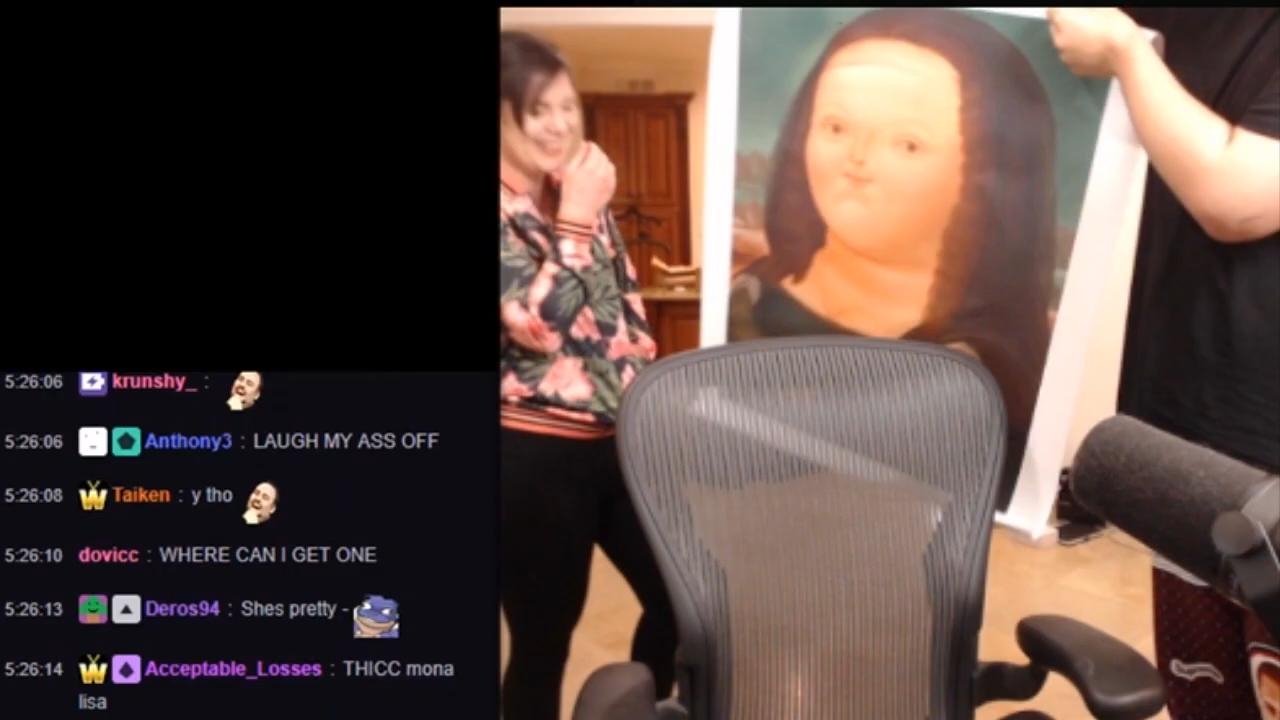 5:26:06 krunshy_ :
5:26:06 Anthony3 : LAUGH MY ASS OFF
5:26:08 Taiken : y tho
5:26:10 dovicc : WHERE CAN I GET ONE
5:26:13 Deros94 : Shes pretty -
5:26:14 Acceptable_Losses : THICC mona
lisa